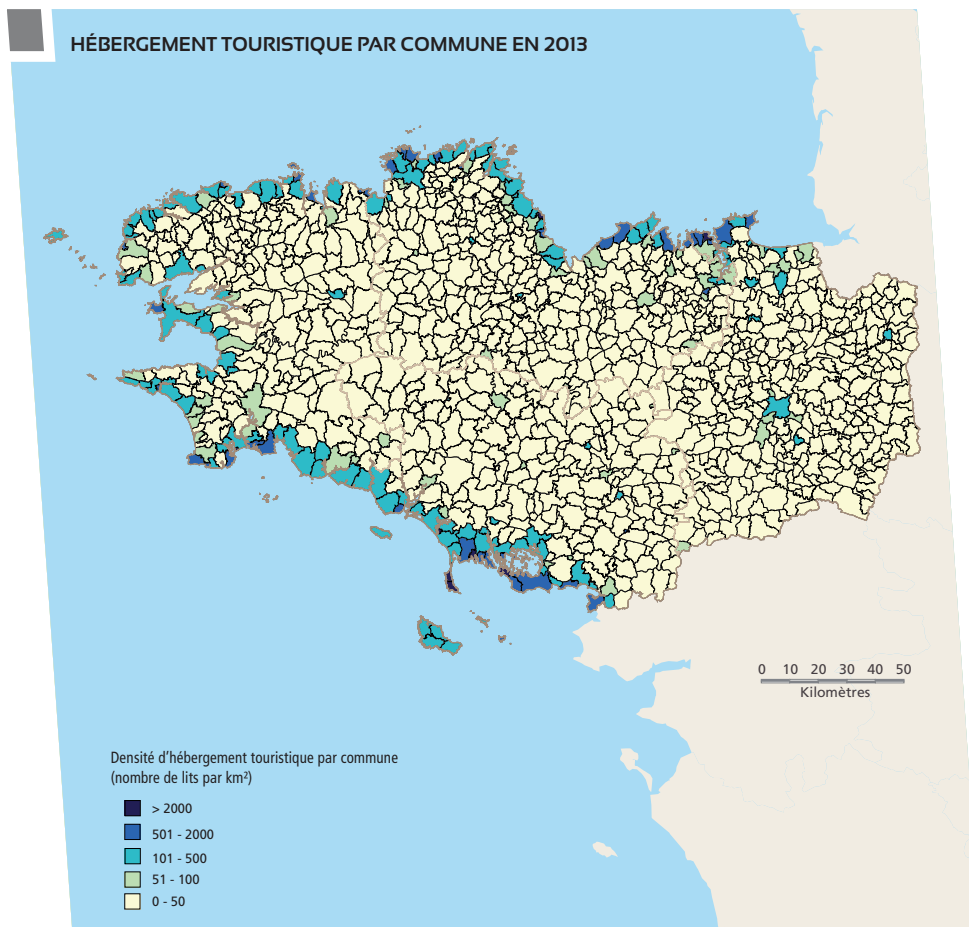 HÉBERGEMENT TOURISTIQUE PAR COMMUNE EN 2013
0 10 20 30 40 50
Kilomètres
Densité d'hébergement touristique par commune
(nombre de lits par km²)
> 2000
501 - 2000
101 - 500
51 - 100
0 - 50